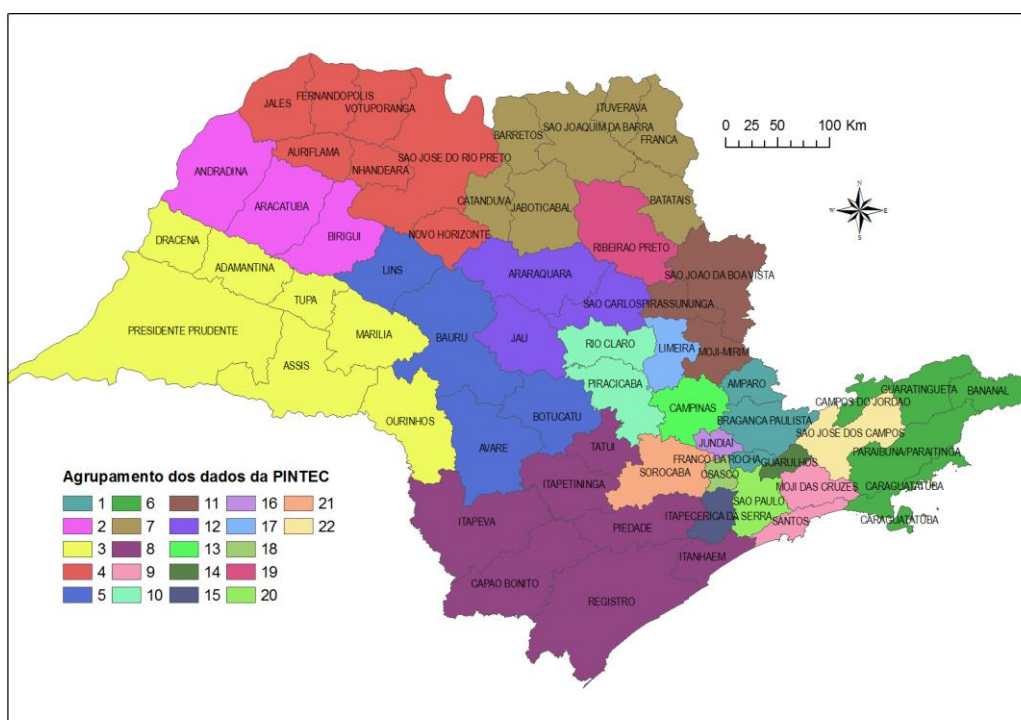 FERNANDOPOLIS
JALES
VOTUPORANGA
ITUVERAVA
SAO JOAQUIM DA BARRA
BARRETOS
FRANCA
0 25 50 100 Km
AURIFLAMA
NHANDEARA
SAO JOSE DO RIO PRETO
ANDRADINA
CATANDUVA
JABOTICABAL
BATATAIS
ARACATUBA
N
W E
S
BIRIGUI
NOVO HORIZONTE
RIBEIRAO PRETO
DRACENA
ADAMANTINA
LINS
ARARAQUARA
SAO JOAO DA BOA VISTA
TUPA
SAO CARLOS
PIRASSUNUNGA
PRESIDENTE PRUDENTE
MARILIA
BAURU
JAU
RIO CLARO
LIMEIRA
MOJI-MIRIM
ASSIS
PIRACICABA
AMPARO
GUARATINGUETA
BANANAL
CAMPOS DO JORDAO
OURINHOS
BOTUCATU
CAMPINAS
BRAGANCA PAULISTA
SAO JOSE DOS CAMPOS
AVARE
TATUI
JUNDIAI
PARAIBUNA/PARAITINGA
FRANCO DA ROCHA
GUARULHOS
SOROCABA
OSASCO
MOJI DAS CRUZES
CARAGUATATUBA
ITAPETININGA
SAO PAULO
ITAPECERICA DA SERRA
ITAPEVA
PIEDADE
SANTOS
CARAGUATATUBA
ITANHAEM
CAPAO BONITO
REGISTRO
Agrupamento dos dados da PINTEC
1 6 11 16 21
2 7 12 17 22
3 8 13 18
4 9 14 19
5 10 15 20